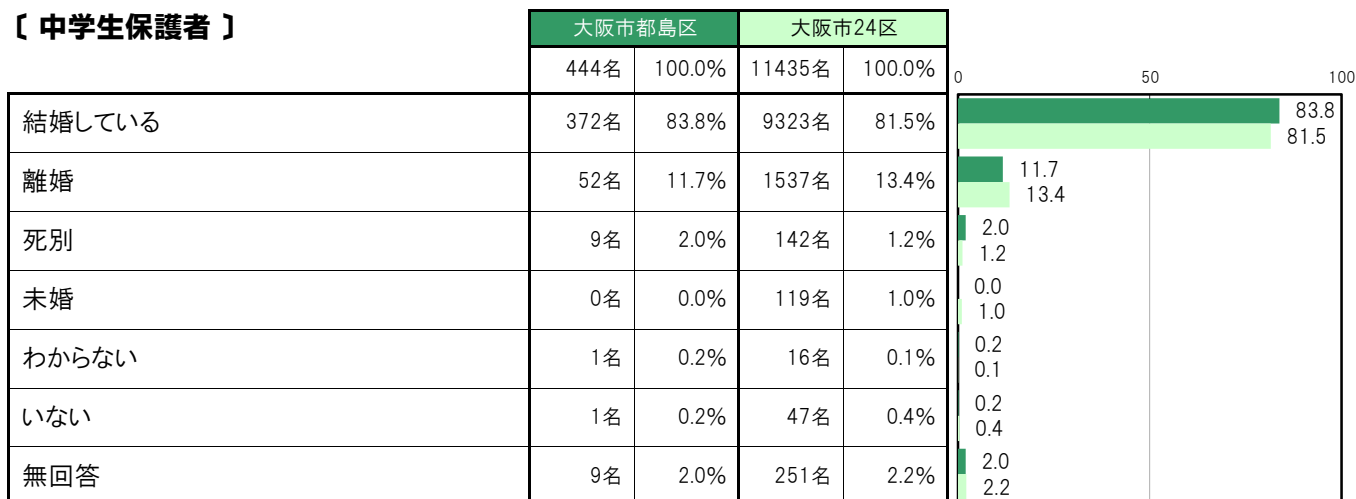 〔 中学生保護者 〕
大阪市都島区 大阪市24区
444名 100.0% 11435名 100.0%
0 50 100
結婚している 372名 83.8% 9323名 81.5%
83.8
81.5
離婚 52名 11.7% 1537名 13.4%
11.7
13.4
死別 9名 2.0% 142名 1.2%
2.0
1.2
未婚 0名 0.0% 119名 1.0%
0.0
1.0
わからない 1名 0.2% 16名 0.1%
0.2
0.1
いない 1名 0.2% 47名 0.4%
0.2
0.4
無回答 9名 2.0% 251名 2.2%
2.0
2.2